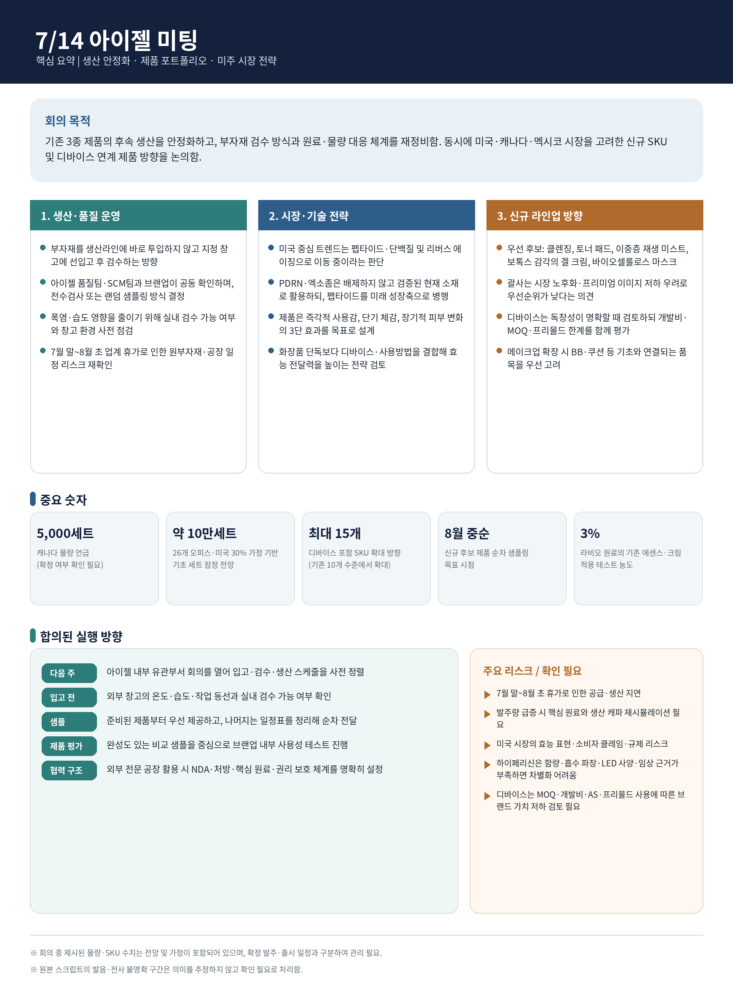 7/14 아이젤 미팅
핵심 요약 | 생산 안정화 · 제품 포트폴리오 · 미주 시장 전략
회의 목적
기존 3종 제품의 후속 생산을 안정화하고, 부자재 검수 방식과 원료·물량 대응 체계를 재정비함. 동시에 미국·캐나다·멕시코 시장을 고려한 신규 SKU
및 디바이스 연계 제품 방향을 논의함.
1. 생산·품질 운영
부자재를 생산라인에 바로 투입하지 않고 지정 창
고에 선입고 후 검수하는 방향
아이젤 품질팀·SCM팀과 브랜업이 공동 확인하며,
전수검사 또는 랜덤 샘플링 방식 결정
폭염·습도 영향을 줄이기 위해 실내 검수 가능 여부
와 창고 환경 사전 점검
7월 말~8월 초 업계 휴가로 인한 원부자재·공장 일
정 리스크 재확인
2. 시장·기술 전략
미국 중심 트렌드는 펩타이드·단백질 및 리버스 에
이징으로 이동 중이라는 판단
PDRN·엑소좀은 배제하지 않고 검증된 현재 소재
로 활용하되, 펩타이드를 미래 성장축으로 병행
제품은 즉각적 사용감, 단기 체감, 장기적 피부 변화
의 3단 효과를 목표로 설계
화장품 단독보다 디바이스·사용방법을 결합해 효
능 전달력을 높이는 전략 검토
3. 신규 라인업 방향
우선 후보: 클렌징, 토너 패드, 이중층 재생 미스트,
보톡스 감각의 겔 크림, 바이오셀룰로스 마스크
괄사는 시장 노후화·프리미엄 이미지 저하 우려로
우선순위가 낮다는 의견
디바이스는 독창성이 명확할 때 검토하되 개발비·
MOQ·프리몰드 한계를 함께 평가
메이크업 확장 시 BB·쿠션 등 기초와 연결되는 품
목을 우선 고려
중요 숫자
5,000세트
캐나다 물량 언급
(확정 여부 확인 필요)
약 10만세트
26개 오피스·미국 30% 가정 기반
기초 세트 잠정 전망
최대 15개
디바이스 포함 SKU 확대 방향
(기존 10개 수준에서 확대)
8월 중순
신규 후보 제품 순차 샘플링
목표 시점
3%
라비오 원료의 기존 에센스·크림
적용 테스트 농도
합의된 실행 방향
다음 주 아이젤 내부 유관부서 회의를 열어 입고·검수·생산 스케줄을 사전 정렬
입고 전 외부 창고의 온도·습도·작업 동선과 실내 검수 가능 여부 확인
샘플 준비된 제품부터 우선 제공하고, 나머지는 일정표를 정리해 순차 전달
제품 평가 완성도 있는 비교 샘플을 중심으로 브랜업 내부 사용성 테스트 진행
협력 구조 외부 전문 공장 활용 시 NDA·처방·핵심 원료·권리 보호 체계를 명확히 설정
주요 리스크 / 확인 필요
7월 말~8월 초 휴가로 인한 공급·생산 지연
발주량 급증 시 핵심 원료와 생산 캐파 재시뮬레이션 필
요
미국 시장의 효능 표현·소비자 클레임·규제 리스크
하이페리신은 함량·흡수 파장·LED 사양·임상 근거가
부족하면 차별화 어려움
디바이스는 MOQ·개발비·AS·프리몰드 사용에 따른 브
랜드 가치 저하 검토 필요
※ 회의 중 제시된 물량·SKU 수치는 전망 및 가정이 포함되어 있으며, 확정 발주·출시 일정과 구분하여 관리 필요.
※ 원본 스크립트의 발음·전사 불명확 구간은 의미를 추정하지 않고 확인 필요로 처리함.